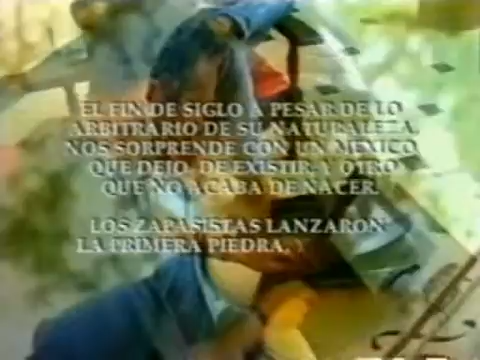 EL FIN DE SIGLO A PESAR DE LO
ARBITRARIO DE SU NATURALEZA
NOS SORPRENDE CON UN MEXICO
QUE DEJO DE EXISTIR Y OTRO
QUE NO ACABA DE NACER.
LOS ZAPASISTAS LANZARON
LA PRIMERA PIEDRA.